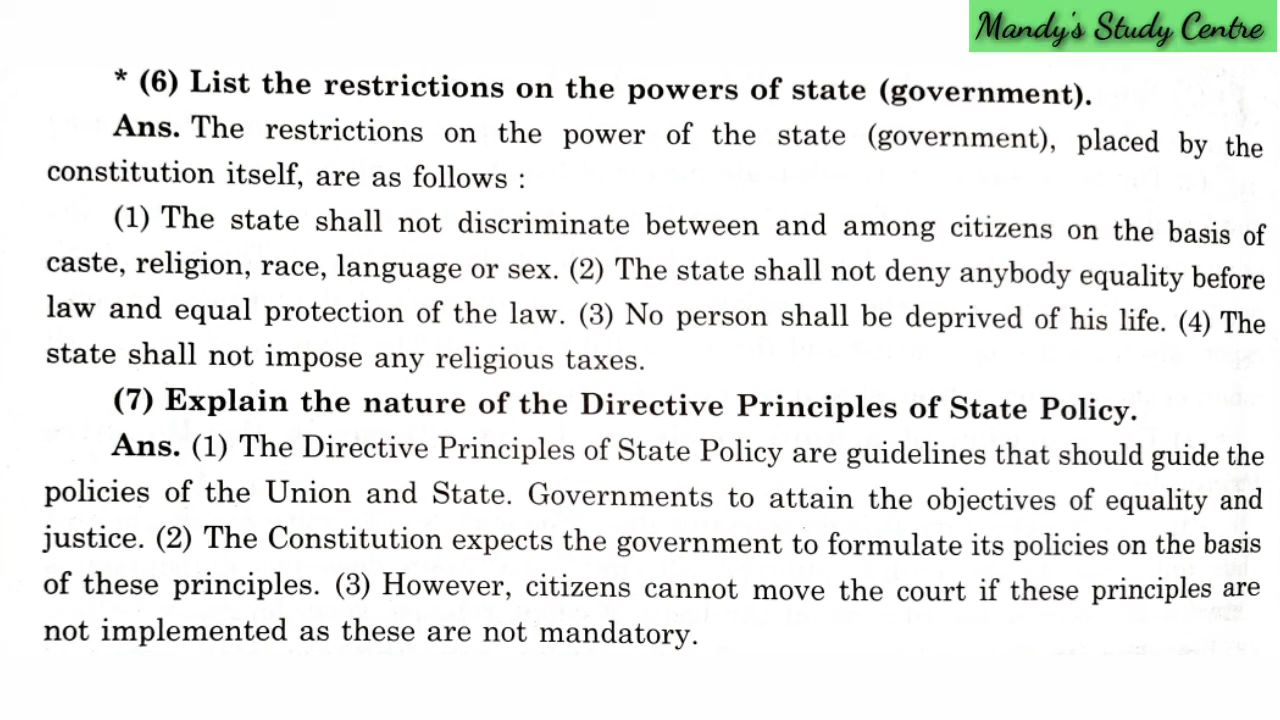 Mandy's Study Centre
* (6) List the restrictions on the powers of state (government).
Ans. The restrictions on the power of the state (government), placed by the
constitution itself, are as follows :
(1) The state shall not discriminate between and among citizens on the basis of
caste, religion, race, language or sex. (2) The state shall not deny anybody equality before
law and equal protection of the law. (3) No person shall be deprived of his life. (4) The
state shall not impose any religious taxes.
(7) Explain the nature of the Directive Principles of State Policy.
Ans. (1) The Directive Principles of State Policy are guidelines that should guide the
policies of the Union and State. Governments to attain the objectives of equality and
justice. (2) The Constitution expects the government to formulate its policies on the basis
of these principles. (3) However, citizens cannot move the court if these principles are
not implemented as these are not mandatory.